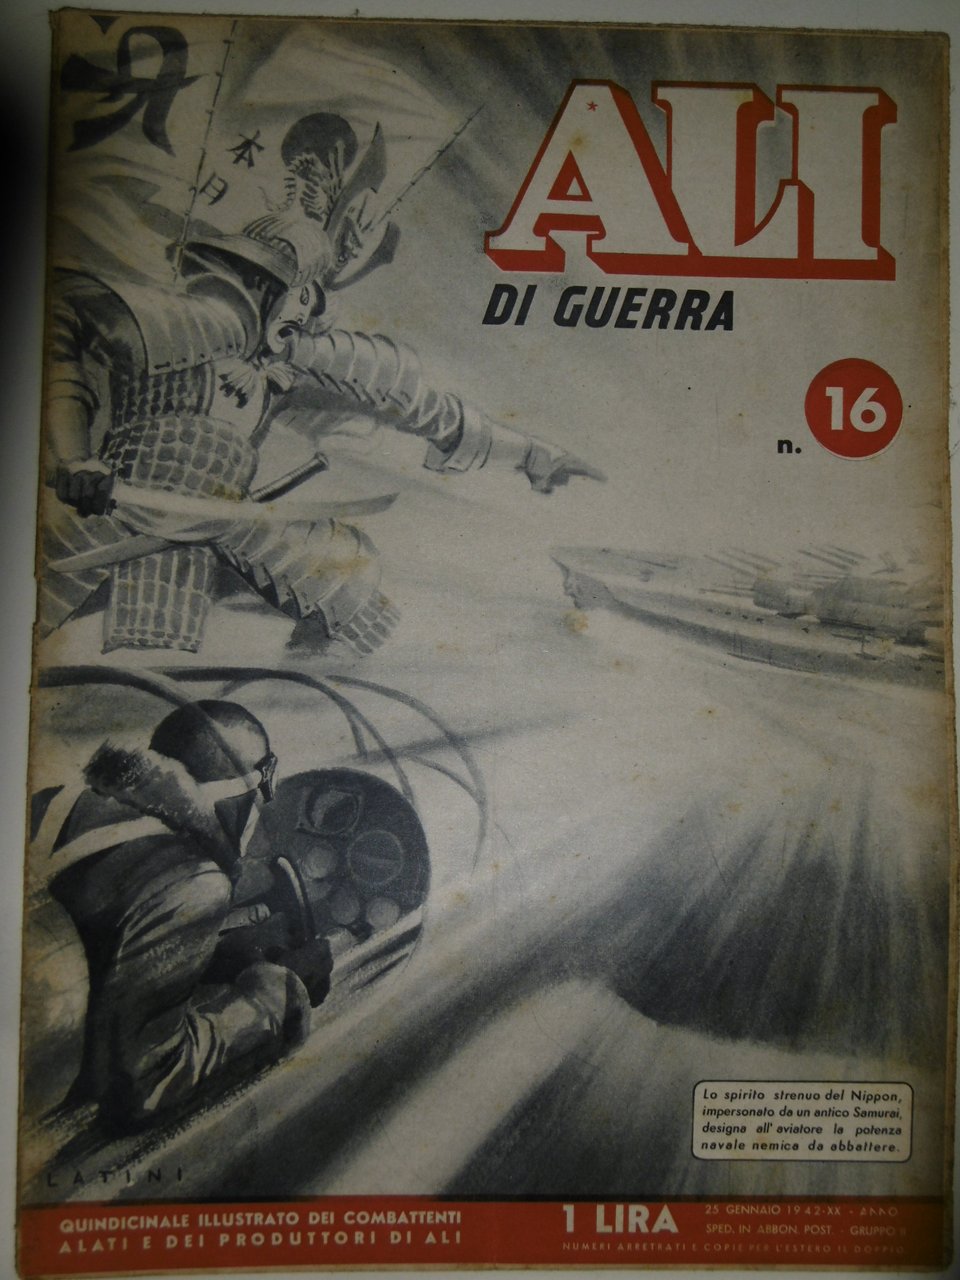 ALI
DI GUERRA
n. 16
本
日
Lo spirito strenuo del Nippon,
impersonato da un antico Samurai,
designa all'aviatore la potenza
navale nemica da abbattere.
LATINI
QUINDICINALE ILLUSTRATO DEI COMBATTENTI
ALATI E DEI PRODUTTORI DI ALI
1 LIRA
25 GENNAIO 1942-XX - ANNO
SPED. IN ABBON. POST. - GRUPPO II
NUMERI ARRETRATI E COPIE PER L'ESTERO IL DOPPIO